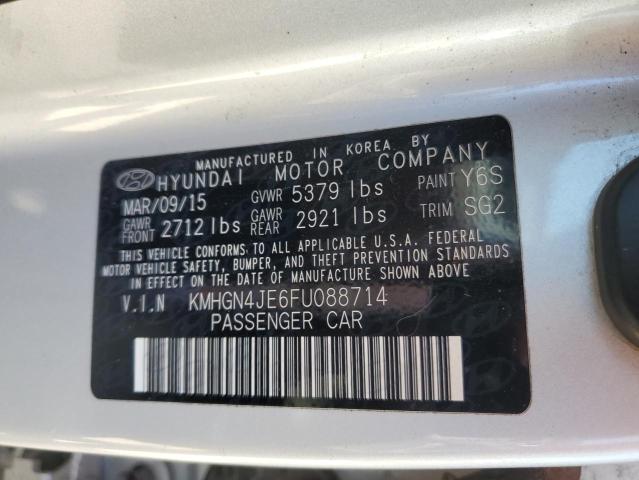 MANUFACTURED IN KOREA BY
HYUNDAI MOTOR COMPANY
MAR/09/15 GVWR 5379 lbs PAINT Y6S
GAWR FRONT 2712 lbs GAWR REAR 2921 lbs TRIM SG2
THIS VEHICLE CONFORMS TO ALL APPLICABLE U.S.A. FEDERAL
MOTOR VEHICLE SAFETY, BUMPER, AND THEFT PREVENTION STANDARDS
IN EFFECT ON THE DATE OF MANUFACTURE SHOWN ABOVE
V.I.N KMHGN4JE6FU088714
PASSENGER CAR